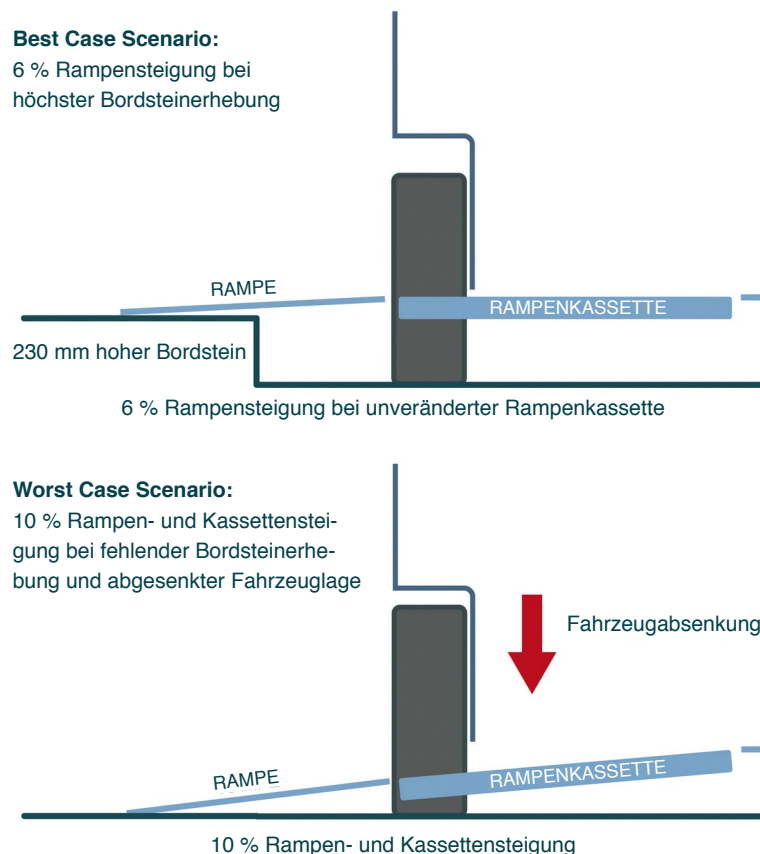 Best Case Scenario:
6 % Rampensteigung bei
höchster Bordsteinerhebung
RAMPE
RAMPENKASSETTE
230 mm hoher Bordstein
6 % Rampensteigung bei unveränderter Rampenkassette
Worst Case Scenario:
10 % Rampen- und Kassettenstei-
gung bei fehlender Bordsteinerhe-
bung und abgesenkter Fahrzeuglage
Fahrzeugabsenkung
RAMPE
RAMPENKASSETTE
10 % Rampen- und Kassettensteigung